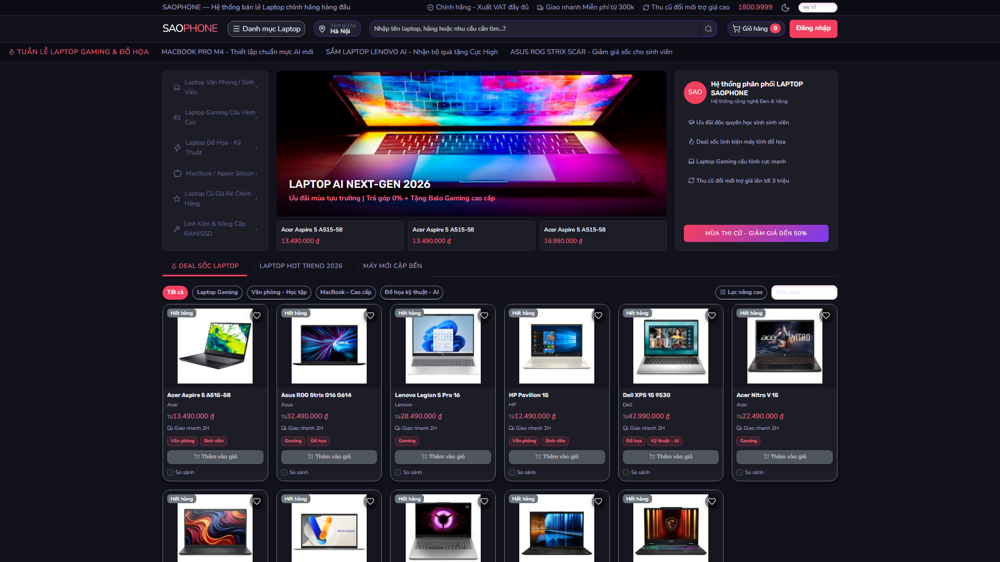 SAOPHONE — Hệ thống bán lẻ Laptop chính hãng hàng đầu
Chính hãng - Xuất VAT đầy đủ
Giao nhanh Miễn phí từ 300k
Thu cũ đổi mới trợ giá cao
1800.9999
VN VI
SAOPHONE
Danh mục Laptop
Xem giá tại
Hà Nội
Nhập tên laptop, hãng hoặc nhu cầu cần tìm...?
Giỏ hàng 0
Đăng nhập
TUẦN LỄ LAPTOP GAMING & ĐỒ HỌA
MACBOOK PRO M4 - Thiết lập chuẩn mực AI mới
SẮM LAPTOP LENOVO AI - Nhận bộ quà tặng Cực High
ASUS ROG STRIX SCAR - Giảm giá sốc cho sinh viên
Laptop Văn Phòng / Sinh
Viên
Laptop Gaming Cấu Hình
Cao
Laptop Đồ Họa - Kỹ
Thuật
MacBook / Apple Silicon
Laptop Cũ Giá Rẻ Chính
Hãng
Linh Kiện & Nâng Cấp
RAM/SSD
LAPTOP AI NEXT-GEN 2026
Ưu đãi mùa tựu trường | Trả góp 0% + Tặng Balo Gaming cao cấp
Acer Aspire 5 A515-58
13.490.000 ₫
Acer Aspire 5 A515-58
13.490.000 ₫
Acer Aspire 5 A515-58
16.990.000 ₫
SAO
Hệ thống phân phối LAPTOP
SAOPHONE
Hệ thống công nghệ Đen & Vàng
Ưu đãi độc quyền học sinh sinh viên
Deal sốc linh kiện máy tính đồ họa
Laptop Gaming cấu hình cực mạnh
Thu cũ đổi mới trợ giá lên tới 3 triệu
MÙA THI CỬ - GIẢM GIÁ ĐẾN 50%
DEAL SỐC LAPTOP
LAPTOP HOT TREND 2026
MÁY MỚI CẬP BẾN
Tất cả
Laptop Gaming
Văn phòng - Học tập
MacBook - Cao cấp
Đồ họa kỹ thuật - AI
Lọc nâng cao
Mới nhất
Hết hàng
Acer Aspire 5 A515-58
Acer
Từ13.490.000 ₫
Giao nhanh 2H
Văn phòng Sinh viên
Thêm vào giỏ
So sánh
Hết hàng
ASUS
Asus ROG Strix G16 G614
Asus
Từ32.490.000 ₫
Giao nhanh 2H
Gaming Đồ họa
Thêm vào giỏ
So sánh
Hết hàng
Lenovo Legion 5 Pro 16
Lenovo
Từ28.490.000 ₫
Giao nhanh 2H
Gaming
Thêm vào giỏ
So sánh
Hết hàng
HP Pavilion 15
HP
Từ12.490.000 ₫
Giao nhanh 2H
Văn phòng Sinh viên
Thêm vào giỏ
So sánh
Hết hàng
Dell XPS 15 9530
Dell
Từ42.990.000 ₫
Giao nhanh 2H
Đồ họa Kỹ thuật - AI
Thêm vào giỏ
So sánh
Hết hàng
acer NITRO
Acer Nitro V 15
Acer
Từ22.490.000 ₫
Giao nhanh 2H
Gaming
Thêm vào giỏ
So sánh
Hết hàng
Hết hàng
ASUS Vivobook
Hết hàng
Hết hàng
Hết hàng